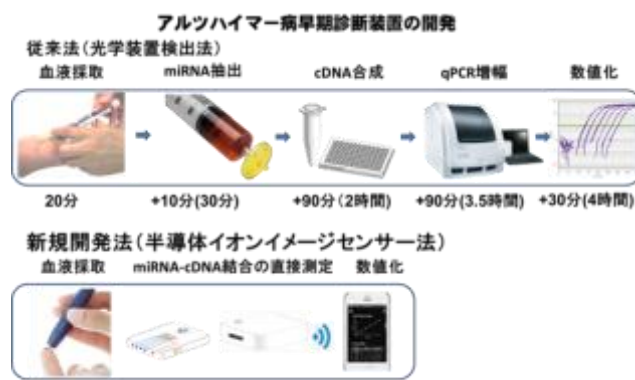 アルツハイマー病早期診断装置の開発
従来法(光学装置検出法)
血液採取 miRNA抽出 cDNA合成 qPCR増幅 数値化
20分 +10分(30分) +90分(2時間) +90分(3.5時間) +30分(4時間)
新規開発法(半導体イオンイメージセンサー法)
血液採取 miRNA-cDNA結合の直接測定 数値化